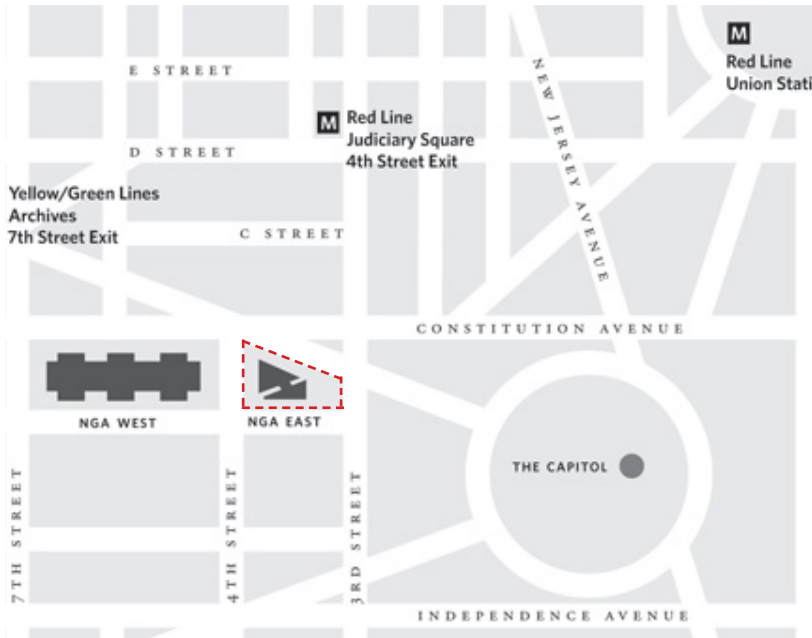 M
Red Line
Union Stati
E STREET
NEW JERSEY AVENUE
M
Red Line
Judiciary Square
4th Street Exit
D STREET
Yellow/Green Lines
Archives
7th Street Exit
C STREET
CONSTITUTION AVENUE
NGA WEST
NGA EAST
THE CAPITOL
7TH STREET
4TH STREET
3RD STREET
INDEPENDENCE AVENUE